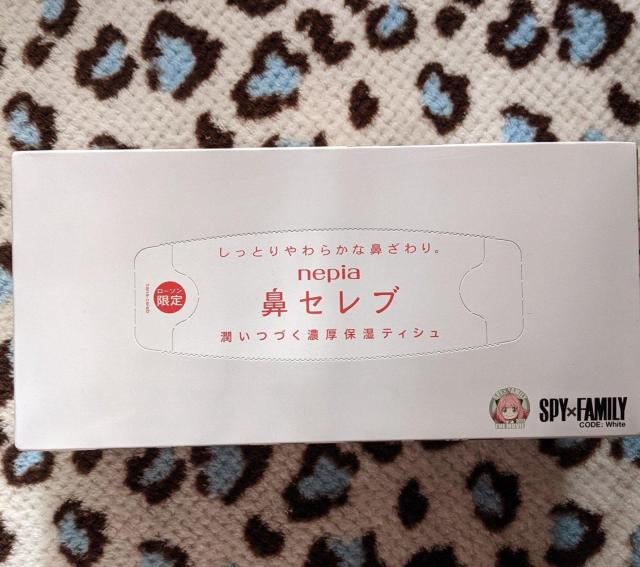 しっとりやわらかな鼻ざわり。
nepia
鼻セレブ
潤いつづく濃厚保湿ティシュ
ローソン
限定
SPY×FAMILY
CODE: White